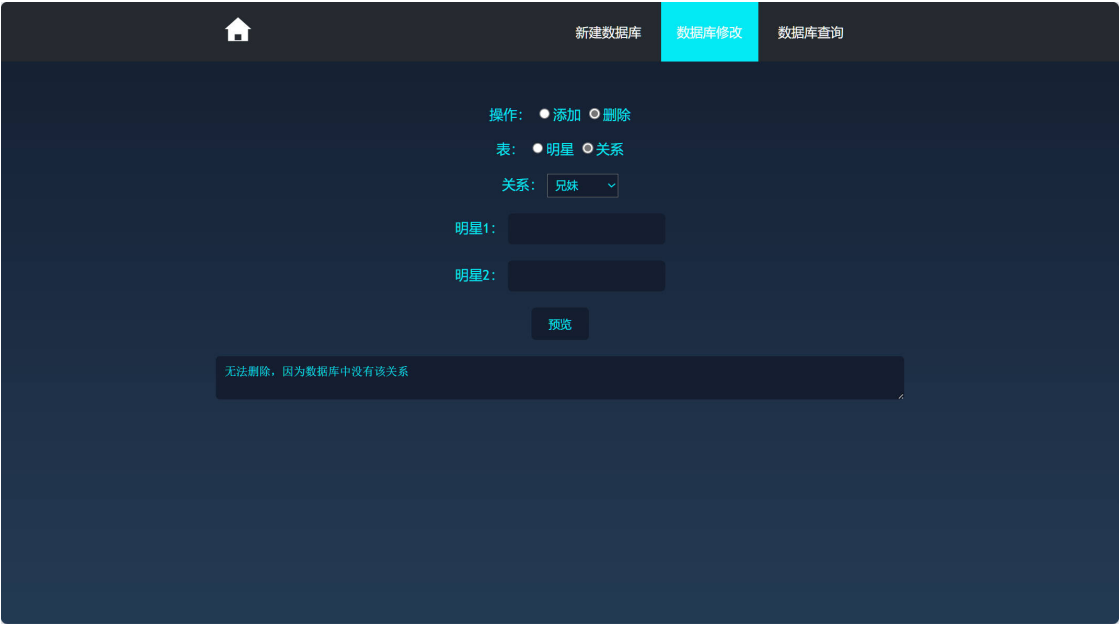 新建数据库 数据库修改 数据库查询
操作： 添加 删除
表： 明星 关系
关系： 兄妹
明星1：
明星2：
预览
无法删除，因为数据库中没有该关系